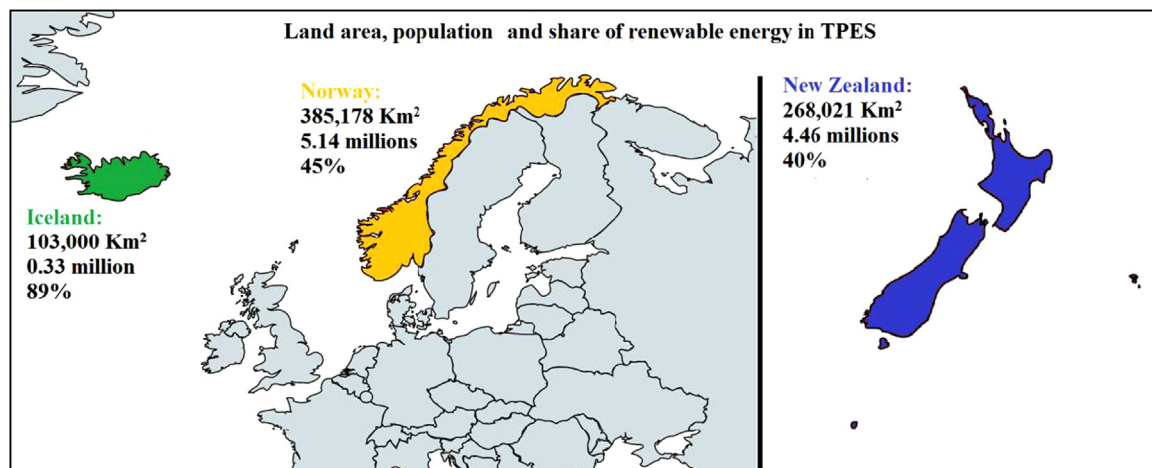 Land area, population and share of renewable energy in TPES
Iceland:
103,000 Km²
0.33 million
89%
Norway:
385,178 Km²
5.14 millions
45%
New Zealand:
268,021 Km²
4.46 millions
40%